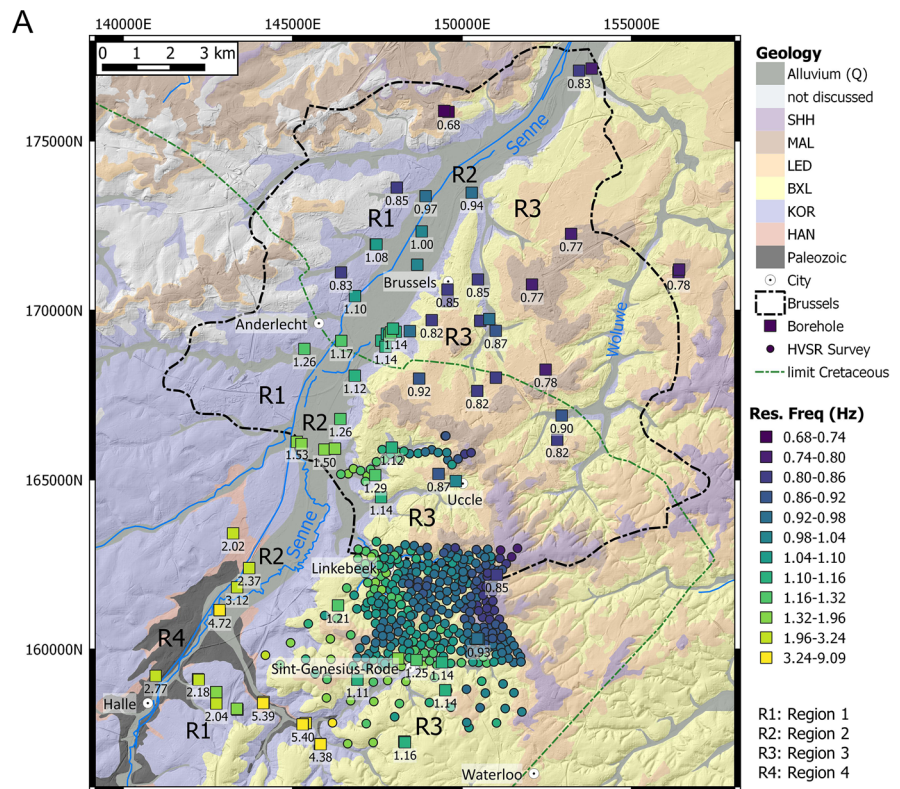 A
140000E
145000E
150000E
155000E
0 1 2 3 km
175000N
170000N
165000N
160000N
0.83
0.68
Senne
R2
0.85
0.97
0.94
R1
R3
1.00
1.08
0.77
0.83
Brussels
0.85
0.85
0.77
0.78
1.10
Anderlecht
0.82
R3
0.87
Woluwe
1.14
1.17
1.14
1.26
1.12
0.92
0.78
0.82
R1
1.26
R2
0.90
0.82
1.53
1.50
1.12
1.29
0.87
Uccle
1.14
R3
Senne
2.02
R2
2.37
Linkebeek
0.85
3.12
4.72
1.21
R4
0.93
Sint-Genesius-Rode
1.25
1.14
2.77
2.18
1.11
Halle
2.04
5.39
1.14
R1
5.40
R3
4.38
1.16
Waterloo
Geology
Alluvium (Q)
not discussed
SHH
MAL
LED
BXL
KOR
HAN
Paleozoic
City
Brussels
Borehole
HVSR Survey
limit Cretaceous
Res. Freq (Hz)
0.68-0.74
0.74-0.80
0.80-0.86
0.86-0.92
0.92-0.98
0.98-1.04
1.04-1.10
1.10-1.16
1.16-1.32
1.32-1.96
1.96-3.24
3.24-9.09
R1: Region 1
R2: Region 2
R3: Region 3
R4: Region 4